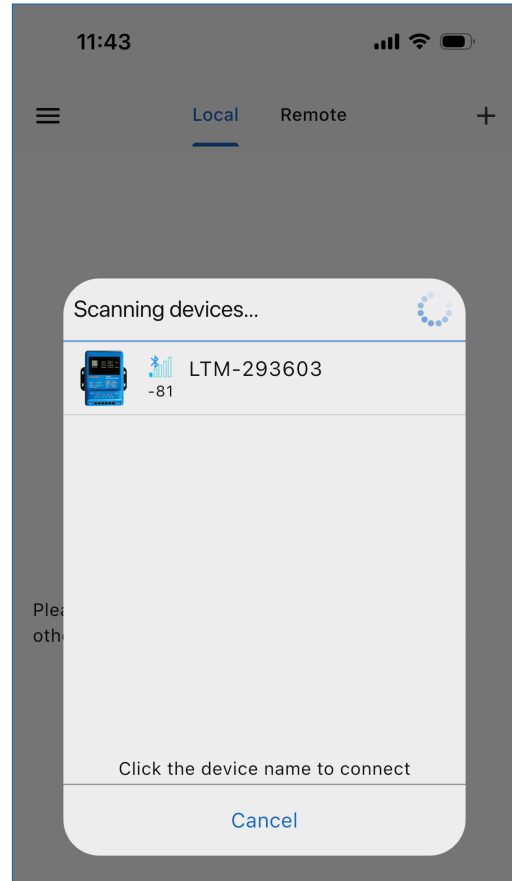 11:43
Local Remote
Scanning devices...
LTM-293603
-81
Click the device name to connect
Cancel